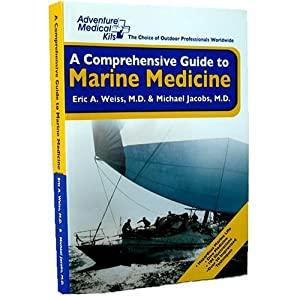 Adventure
Medical
Kits
The Choice of Outdoor Professionals Worldwide
A Comprehensive Guide to
Marine Medicine
Eric A. Weiss, M.D. & Michael Jacobs, M.D.
A Comprehensive Guide to Marine Medicine
Eric A. Weiss, M.D. & Michael Jacobs, M.D.